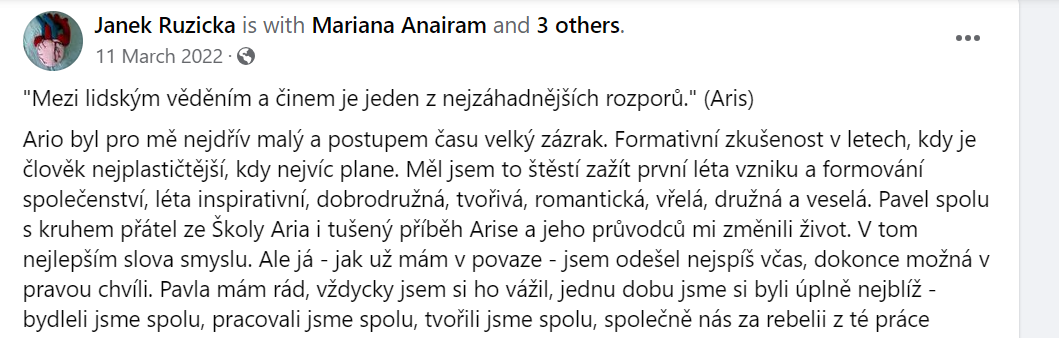 Janek Ruzicka is with Mariana Anairam and 3 others.
11 March 2022 ·
"Mezi lidským věděním a činem je jeden z nejzáhadnějších rozporů." (Aris)
Ario byl pro mě nejdřív malý a postupem času velký zázrak. Formativní zkušenost v letech, kdy je
člověk nejplastičtější, kdy nejvíc plane. Měl jsem to štěstí zažít první léta vzniku a formování
společenství, léta inspirativní, dobrodružná, tvořivá, romantická, vřelá, družná a veselá. Pavel spolu
s kruhem přátel ze Školy Aria i tušený příběh Arise a jeho průvodců mi změnili život. V tom
nejlepším slova smyslu. Ale já - jak už mám v povaze - jsem odešel nejspíš včas, dokonce možná v
pravou chvíli. Pavla mám rád, vždycky jsem si ho vážil, jednu dobu jsme si byli úplně nejblíž -
bydleli jsme spolu, pracovali jsme spolu, tvořili jsme spolu, společně nás za rebelii z té práce